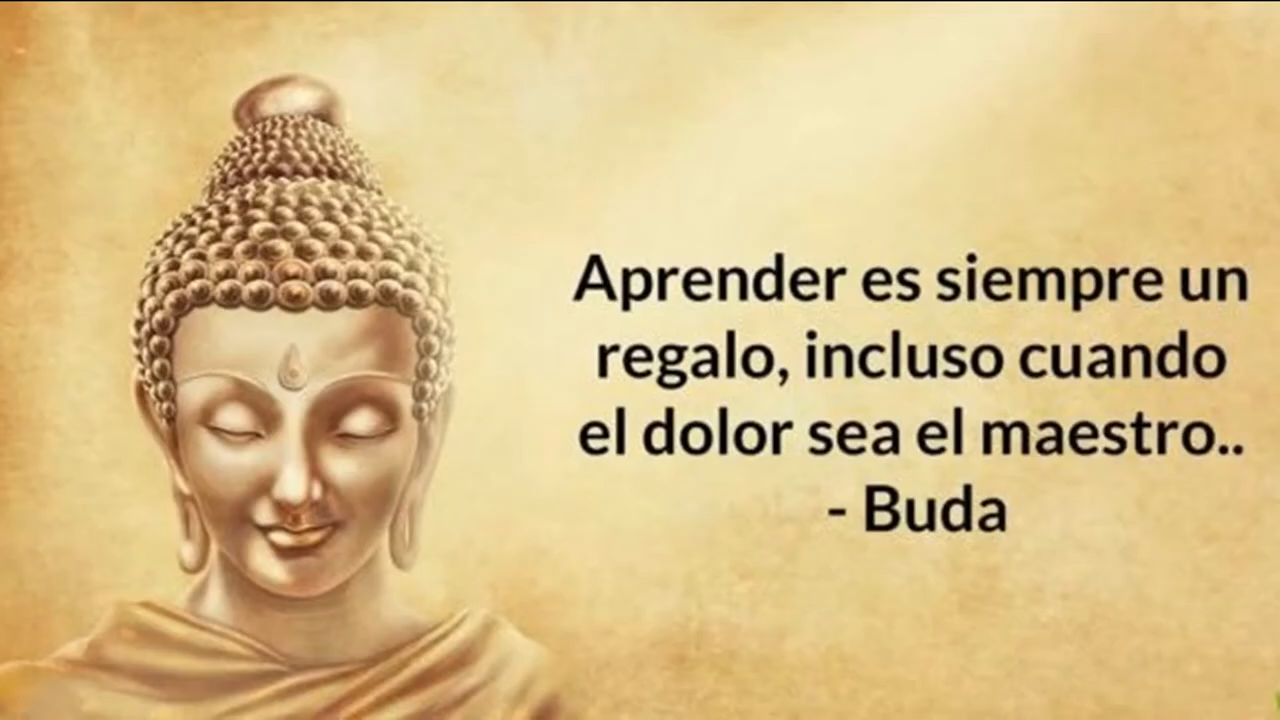 Aprender es siempre un
regalo, incluso cuando
el dolor sea el maestro..
- Buda